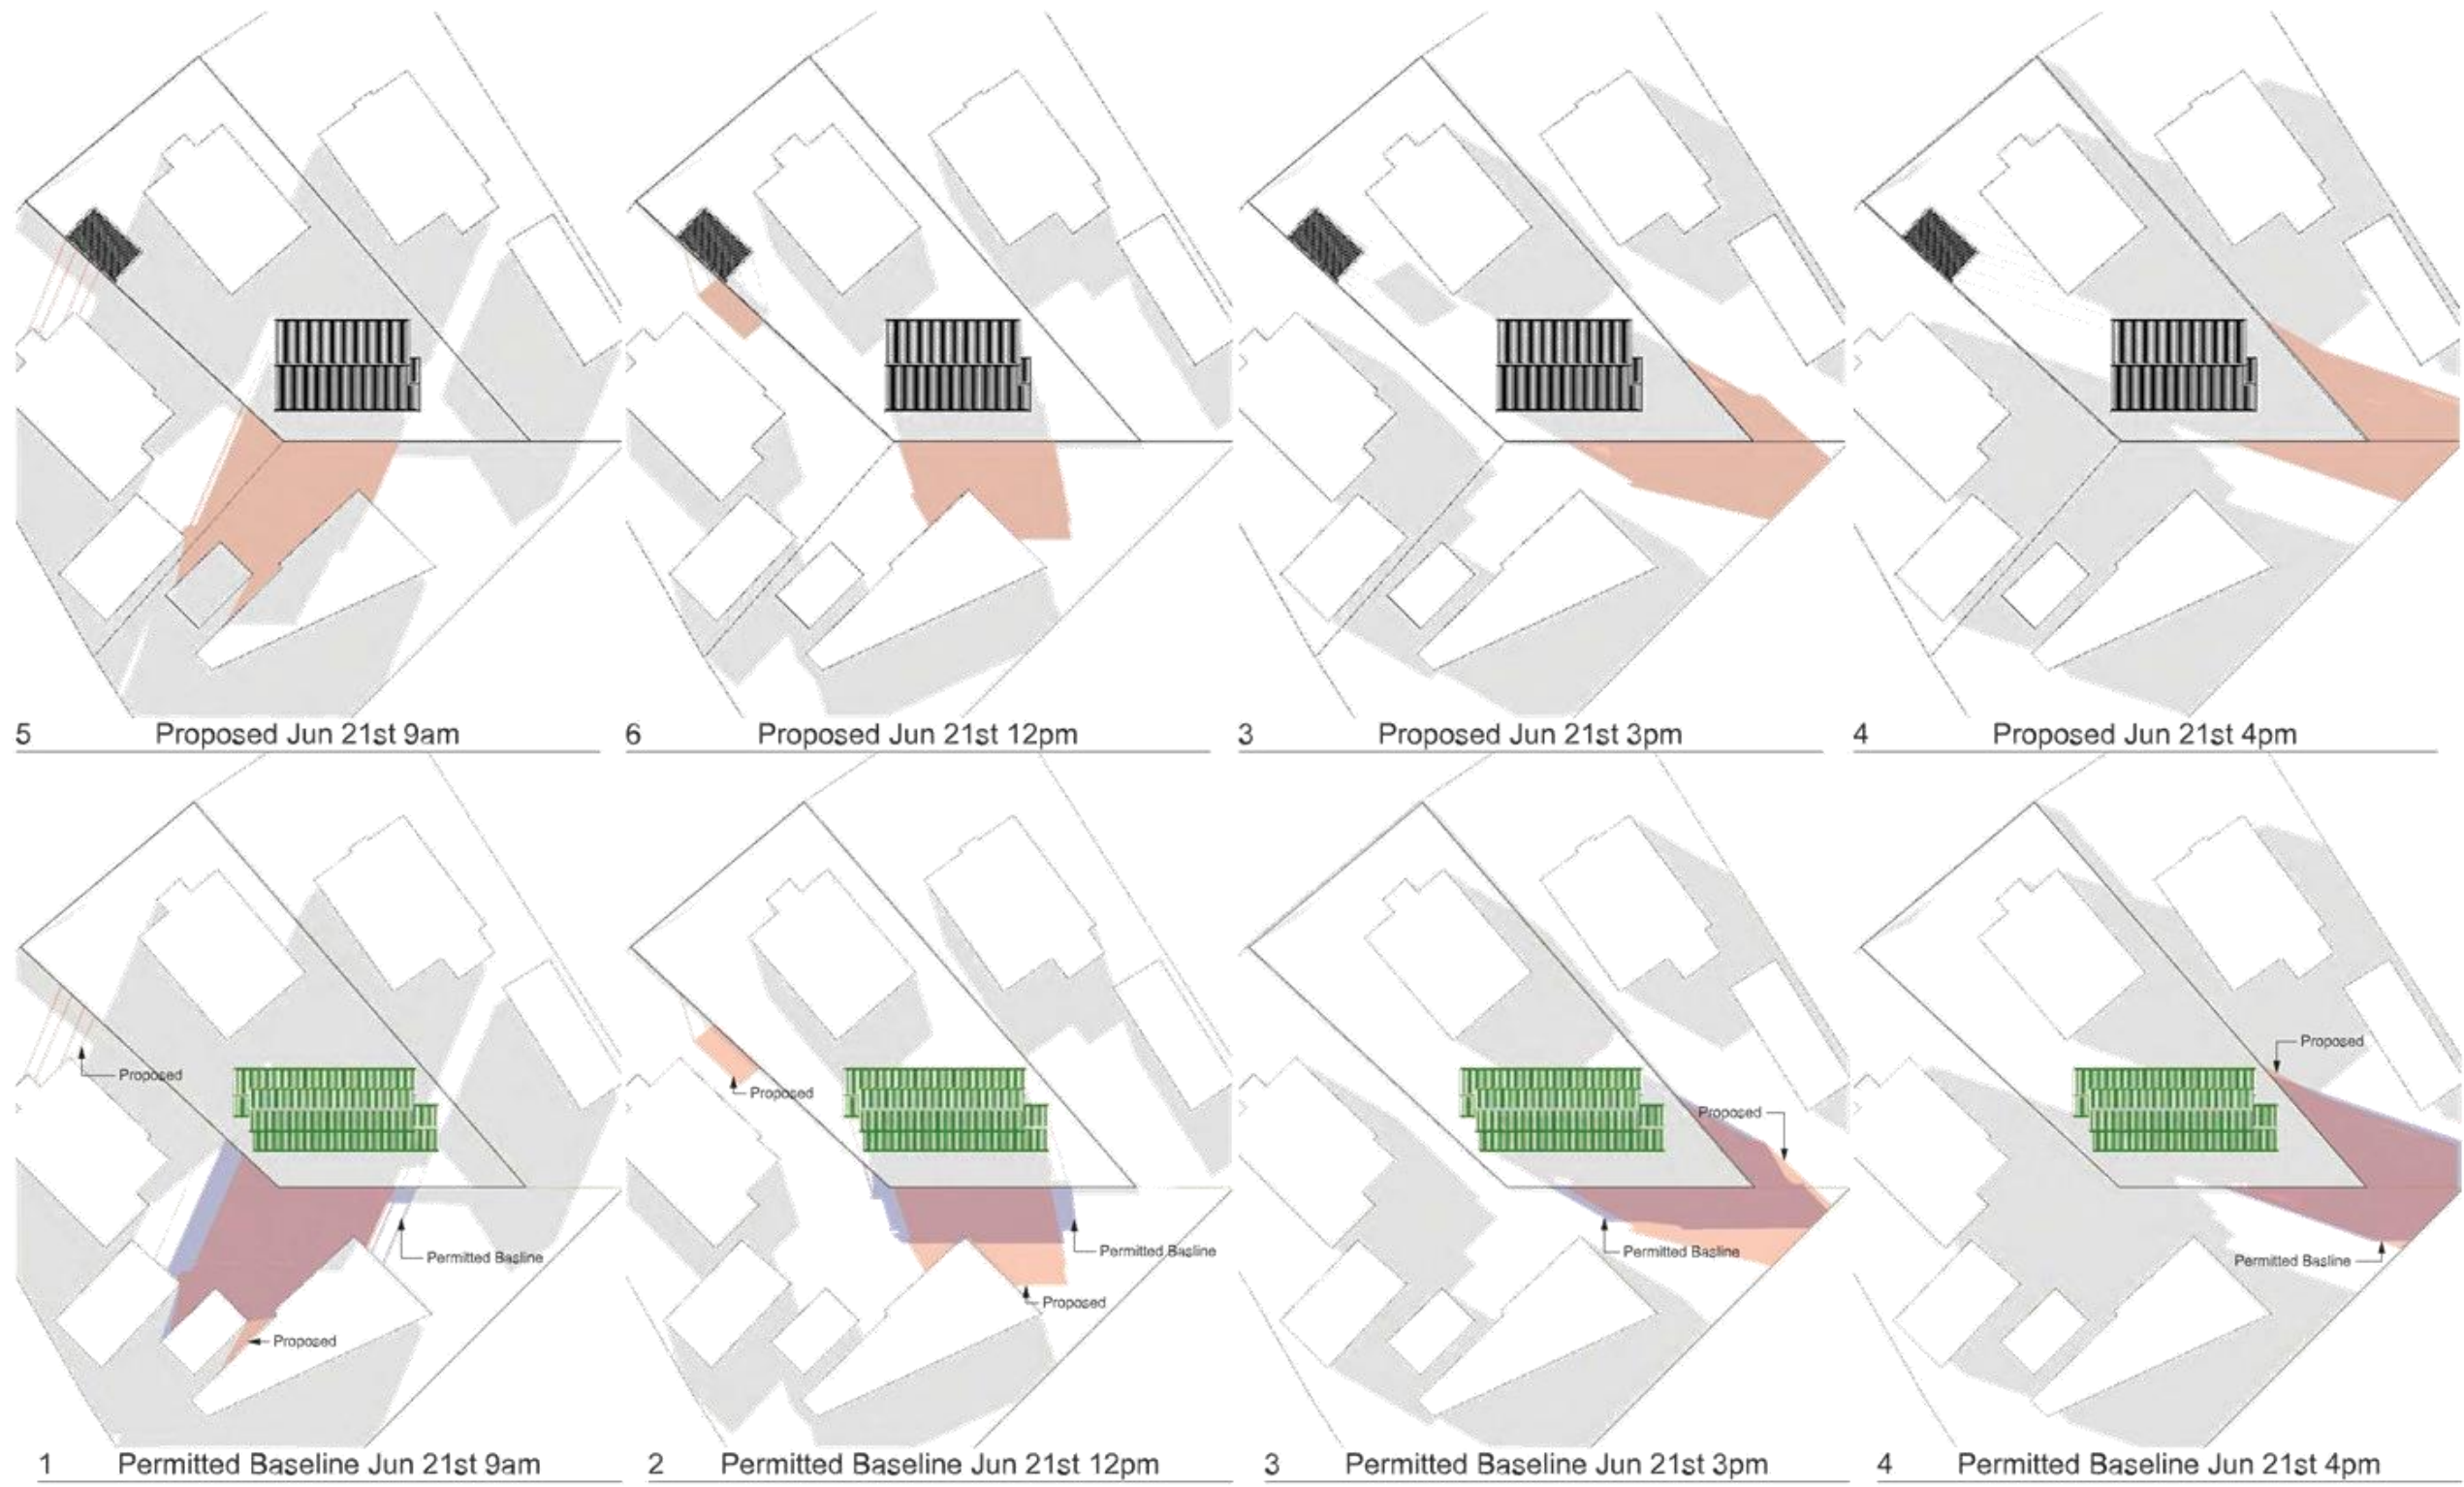 5 Proposed Jun 21st 9am
6 Proposed Jun 21st 12pm
3 Proposed Jun 21st 3pm
4 Proposed Jun 21st 4pm
Proposed
Permitted Basline
Proposed
1 Permitted Baseline Jun 21st 9am
Proposed
Permitted Basline
Proposed
2 Permitted Baseline Jun 21st 12pm
Proposed
Permitted Basline
3 Permitted Baseline Jun 21st 3pm
Proposed
Permitted Basline
4 Permitted Baseline Jun 21st 4pm